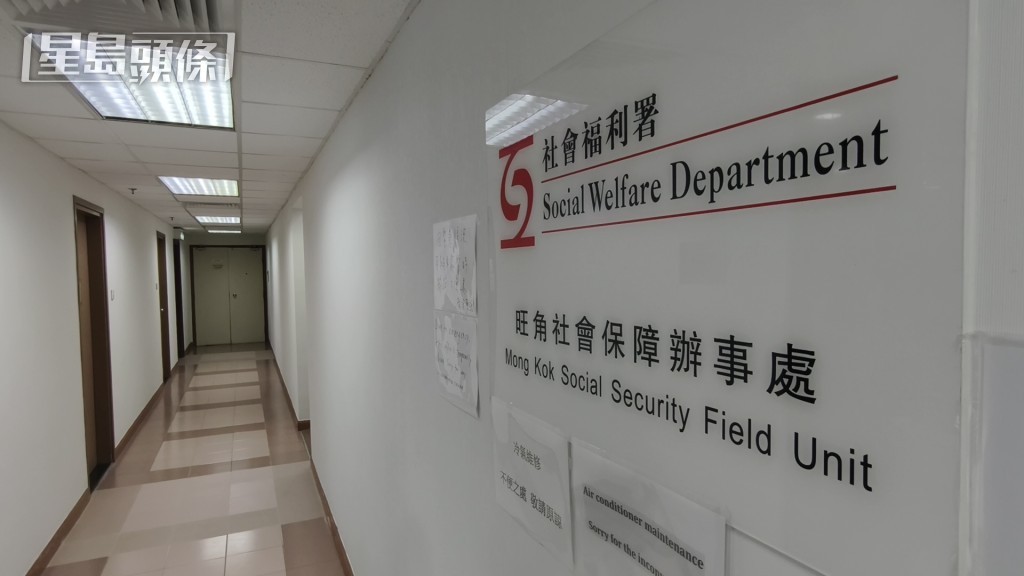 星島頭條
社會福利署
Social Welfare Department
旺角社會保障辦事處
Mong Kok Social Security Field Unit
冷氣維修
不便之處 敬請原諒
Air conditioner maintenance
Sorry for the